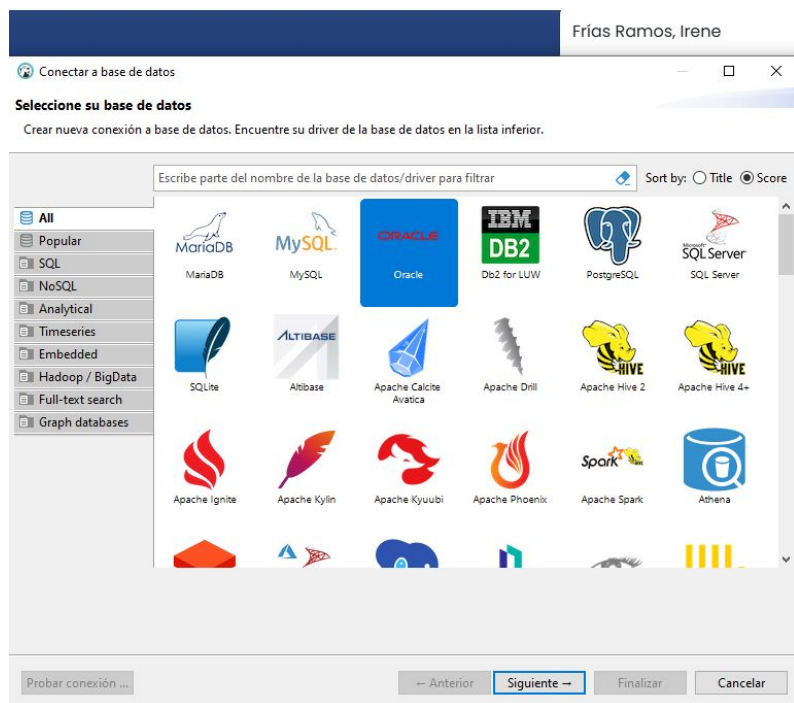 Frías Ramos, Irene
Conectar a base de datos
Seleccione su base de datos
Crear nueva conexión a base de datos. Encuentre su driver de la base de datos en la lista inferior.
Escribe parte del nombre de la base de datos/driver para filtrar
Sort by: Title Score
All
Popular
SQL
NoSQL
Analytical
Timeseries
Embedded
Hadoop / BigData
Full-text search
Graph databases
MariaDB MySQL ORACLE IBM DB2 Microsoft SQL Server
MariaDB MySQL Oracle Db2 for LUW PostgreSQL SQL Server
ALTIBASE HIVE HIVE
SQLite Altibase Apache Calcite Avatica Apache Drill Apache Hive 2 Apache Hive 4+
Spark
Apache Ignite Apache Kylin Apache Kyuubi Apache Phoenix Apache Spark Athena
Probar conexión ... ← Anterior Siguiente → Finalizar Cancelar